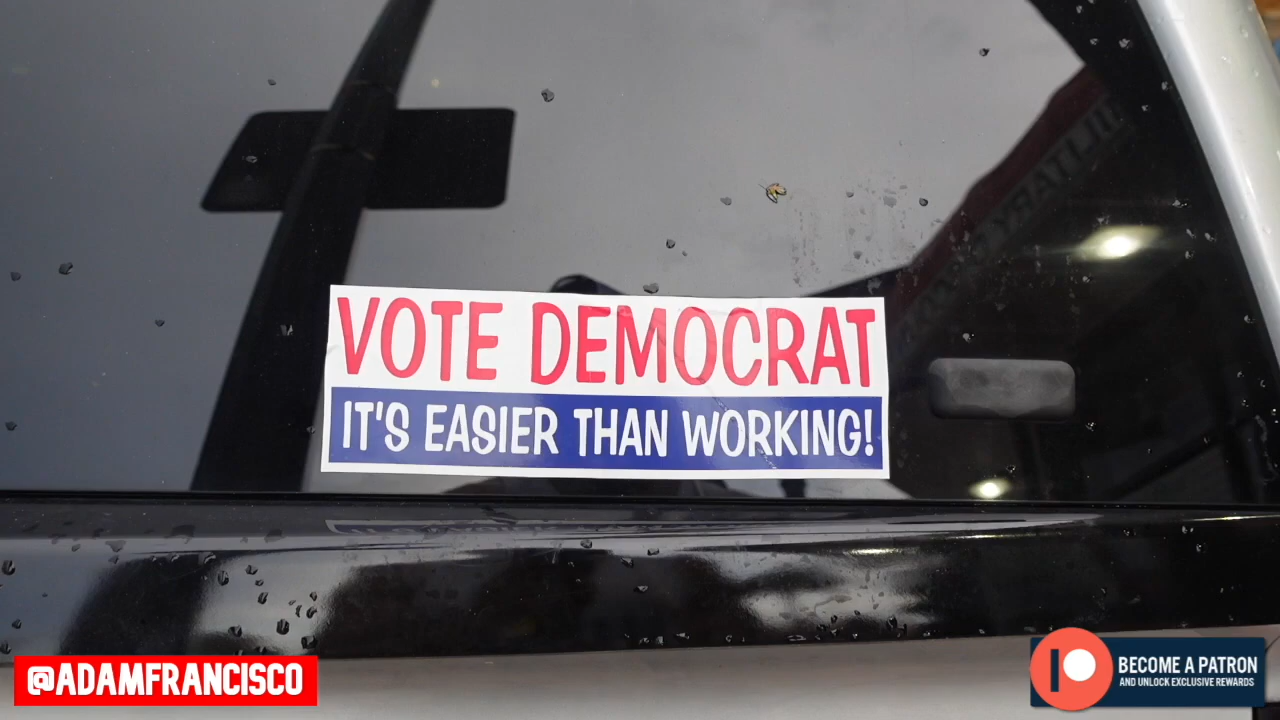 VOTE DEMOCRAT
IT'S EASIER THAN WORKING!
@ADAMFRANCISCO
BECOME A PATRON
AND UNLOCK EXCLUSIVE REWARDS